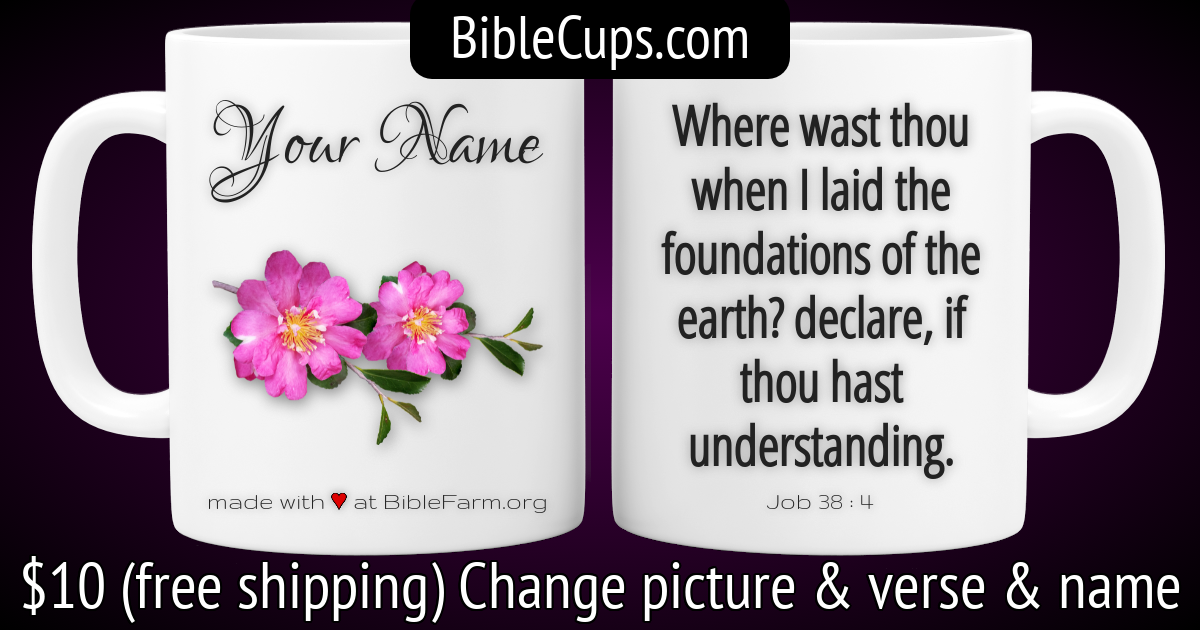 BibleCups.com
Your Name
made with ♥ at BibleFarm.org
Where wast thou
when I laid the
foundations of the
earth? declare, if
thou hast
understanding.
Job 38 : 4
$10 (free shipping) Change picture & verse & name